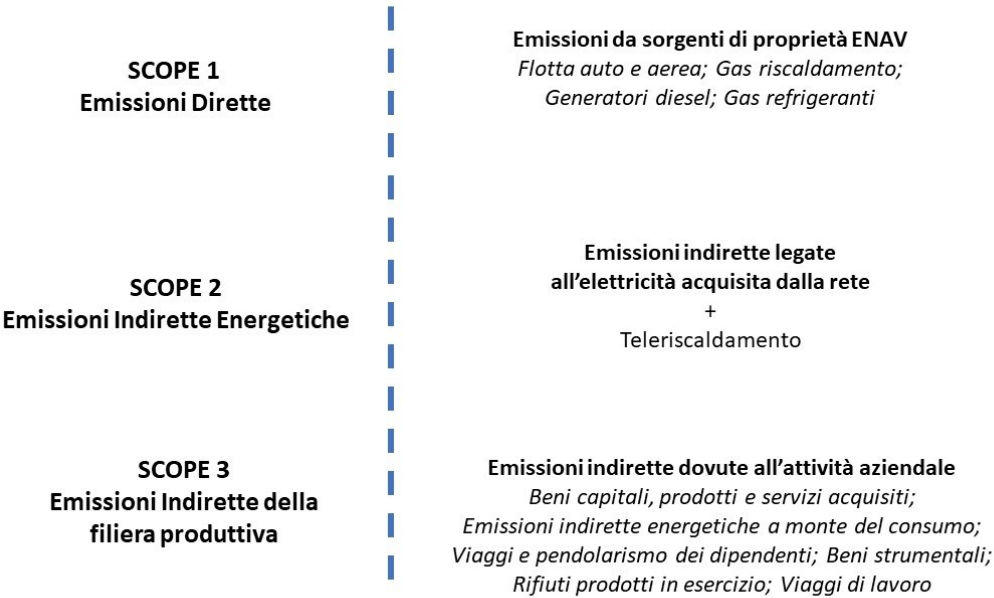 SCOPE 1
Emissioni Dirette
Emissioni da sorgenti di proprietà ENAV
Flotta auto e aerea; Gas riscaldamento;
Generatori diesel; Gas refrigeranti
SCOPE 2
Emissioni Indirette Energetiche
Emissioni indirette legate
all’elettricità acquisita dalla rete
+
Teleriscaldamento
SCOPE 3
Emissioni Indirette della
filiera produttiva
Emissioni indirette dovute all’attività aziendale
Beni capitali, prodotti e servizi acquisiti;
Emissioni indirette energetiche a monte del consumo;
Viaggi e pendolarismo dei dipendenti; Beni strumentali;
Rifiuti prodotti in esercizio; Viaggi di lavoro